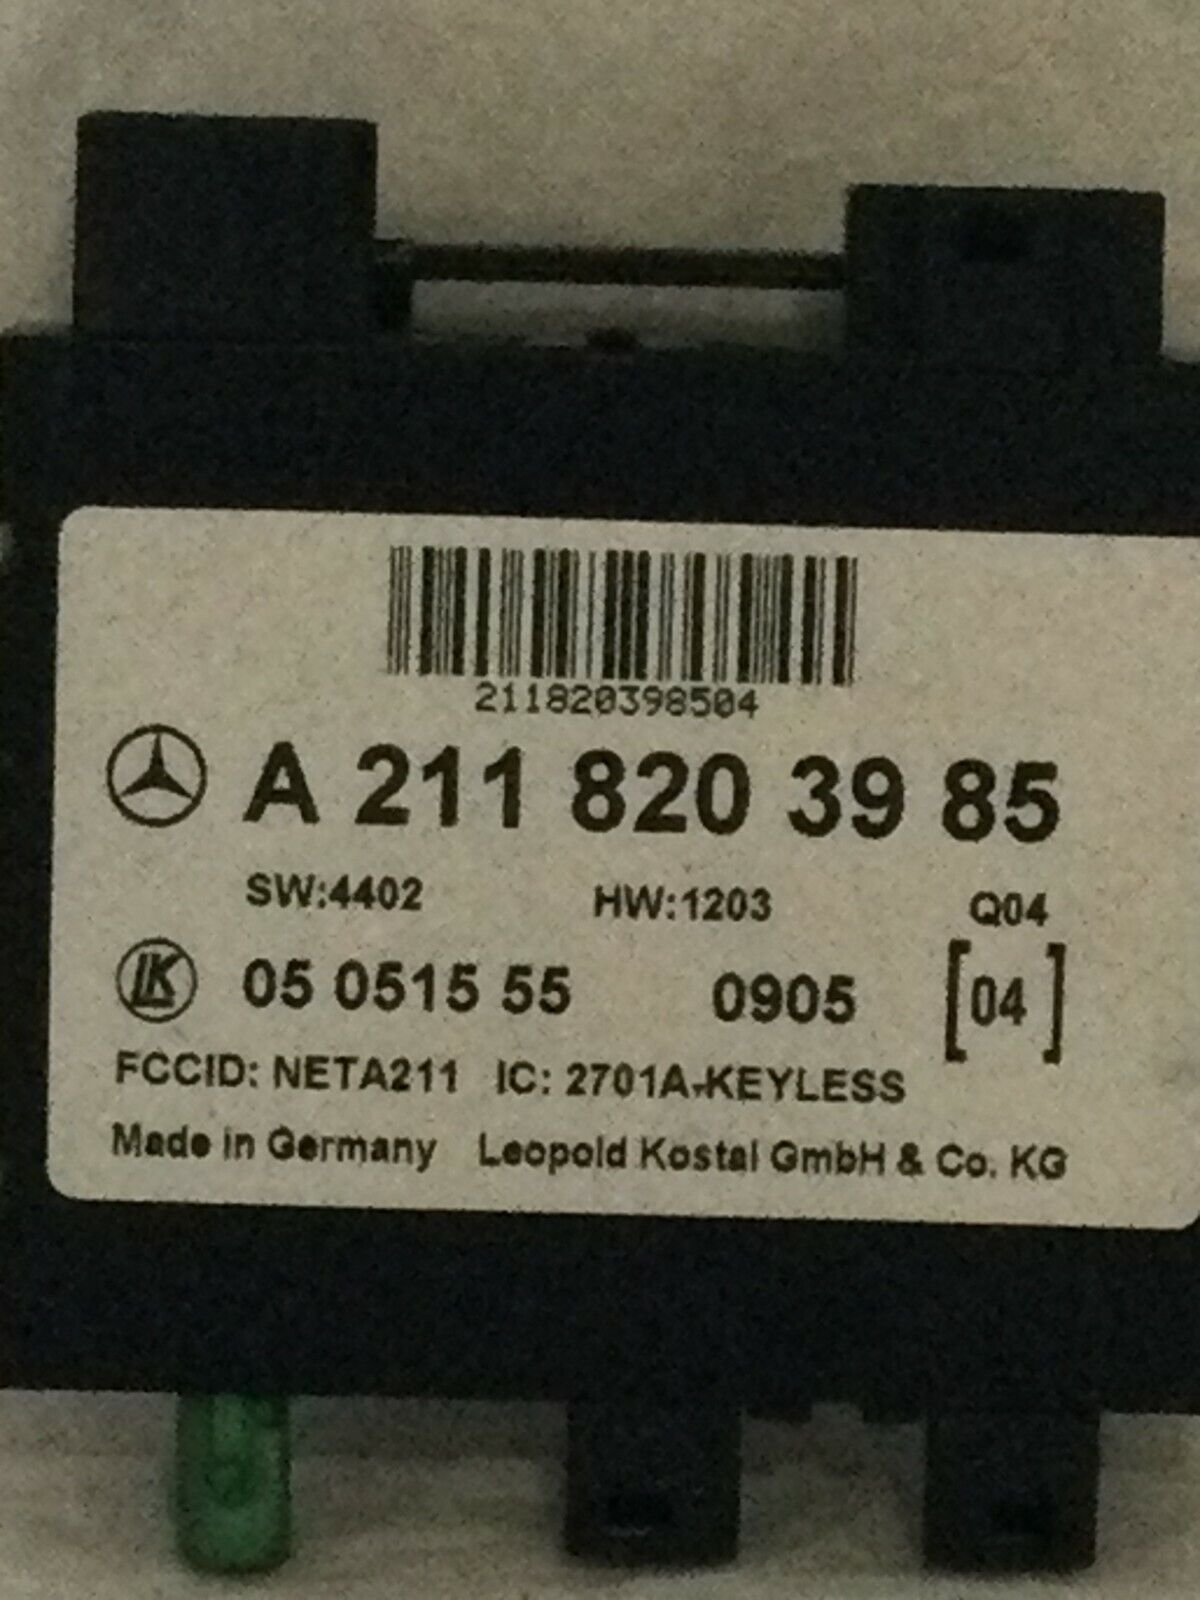 211820398504
A 211 820 39 85
SW:4402 HW:1203 Q04
LK 05 0515 55 0905 [04]
FCCID: NETA211 IC: 2701A-KEYLESS
Made in Germany Leopold Kostal GmbH & Co. KG